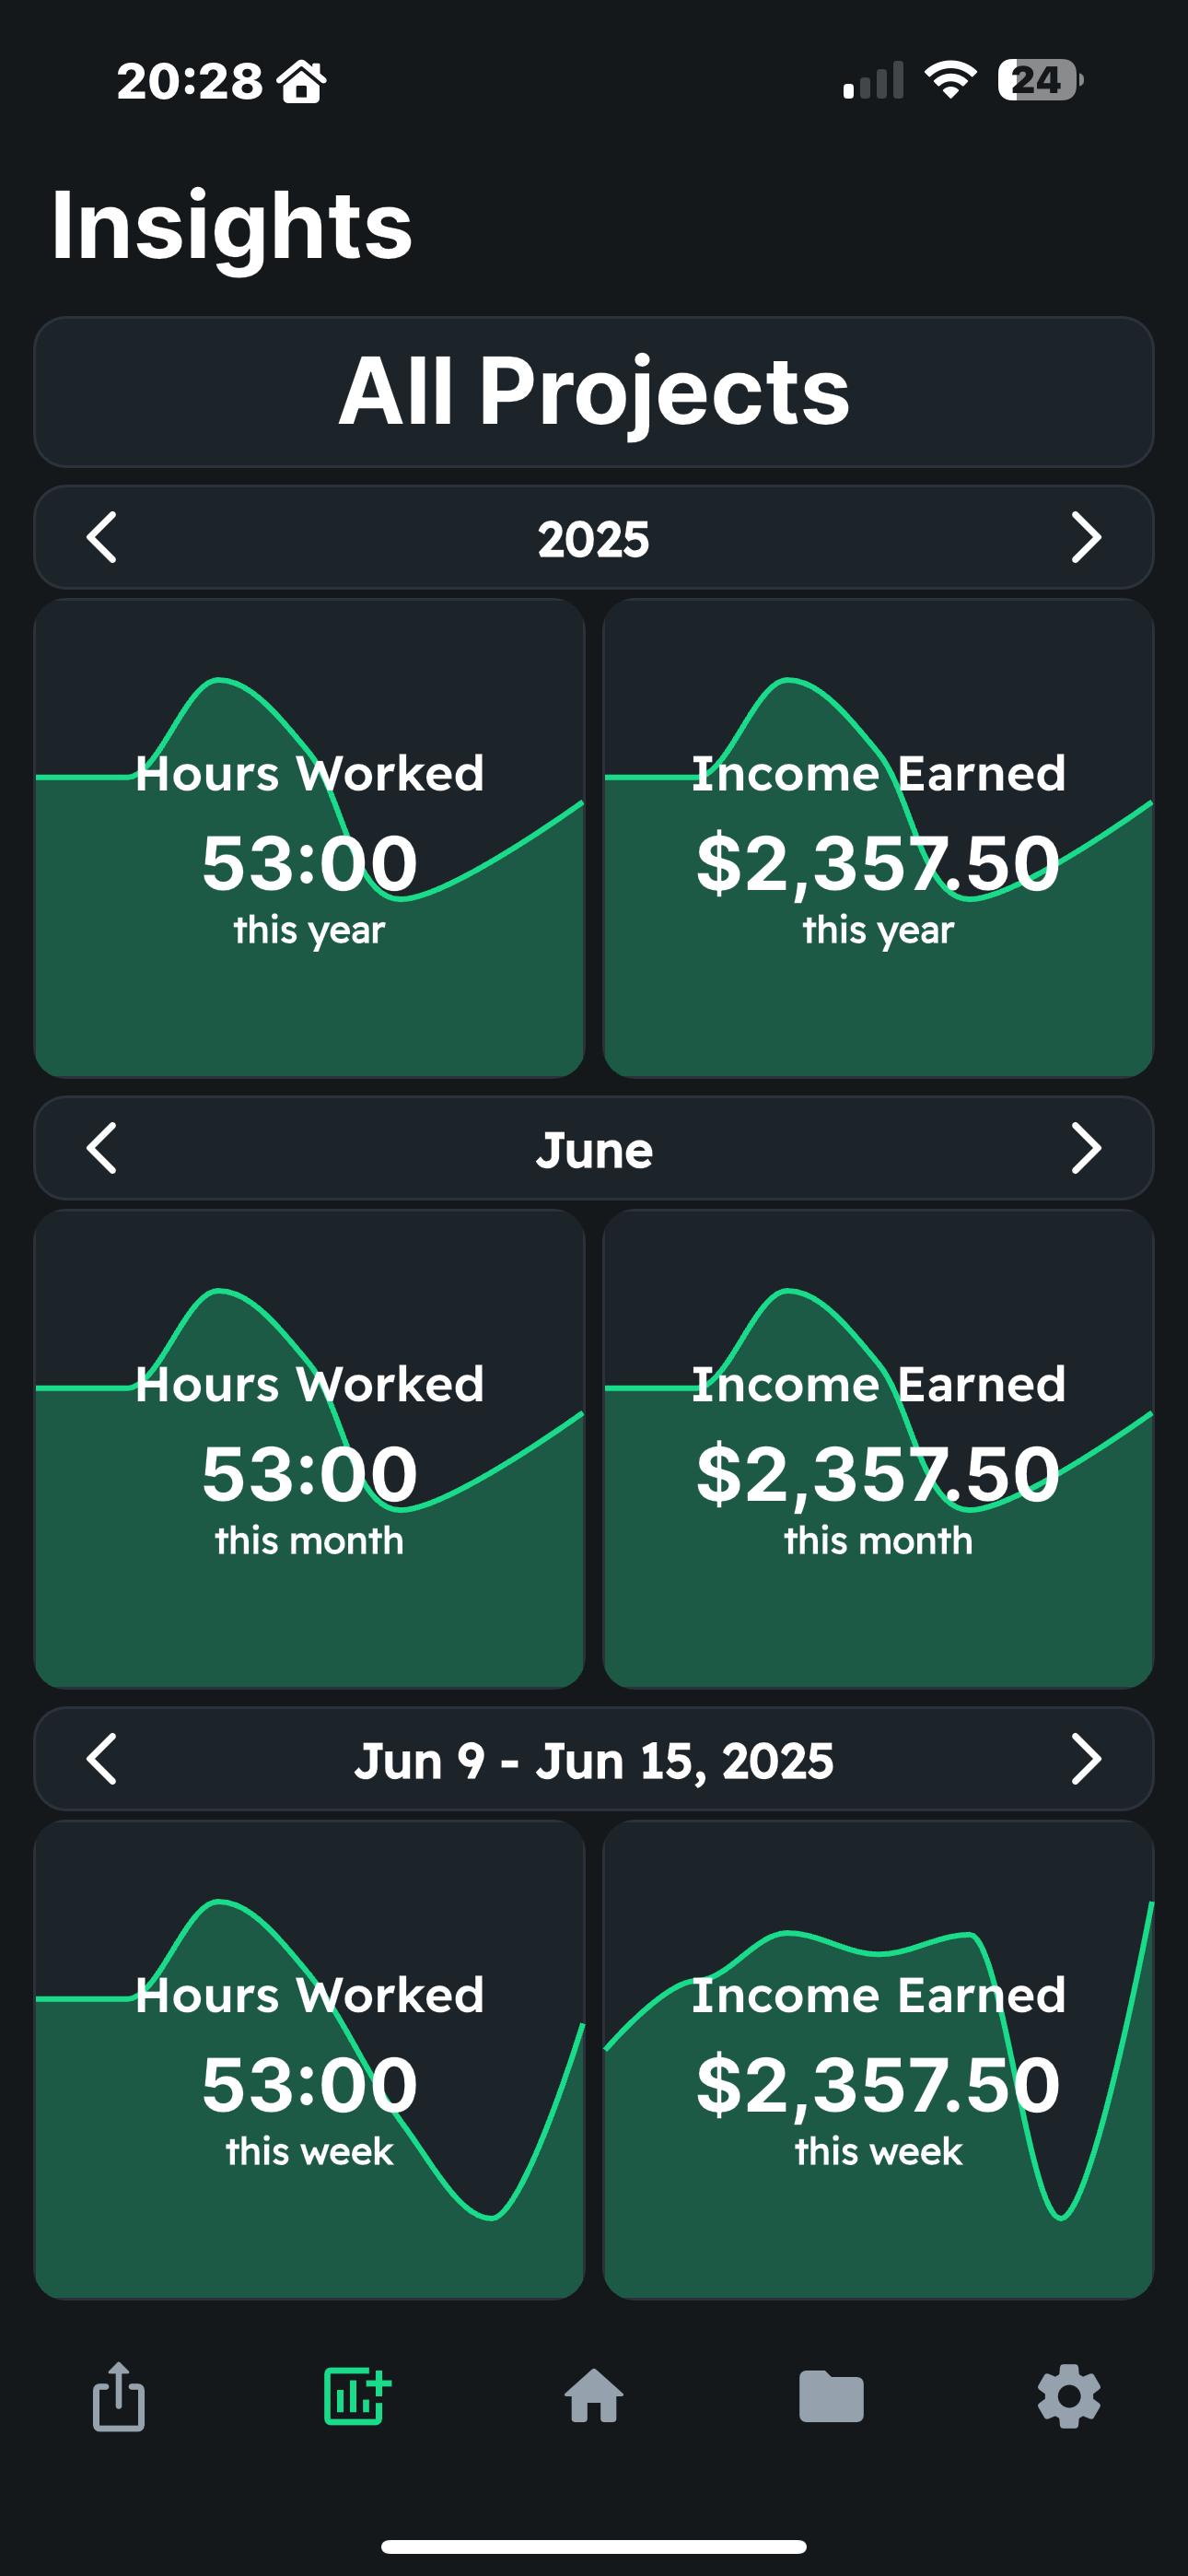 20:28
24
Insights
All Projects
2025
Hours Worked
53:00
this year
Income Earned
$2,357.50
this year
June
Hours Worked
53:00
this month
Income Earned
$2,357.50
this month
Jun 9 - Jun 15, 2025
Hours Worked
53:00
this week
Income Earned
$2,357.50
this week